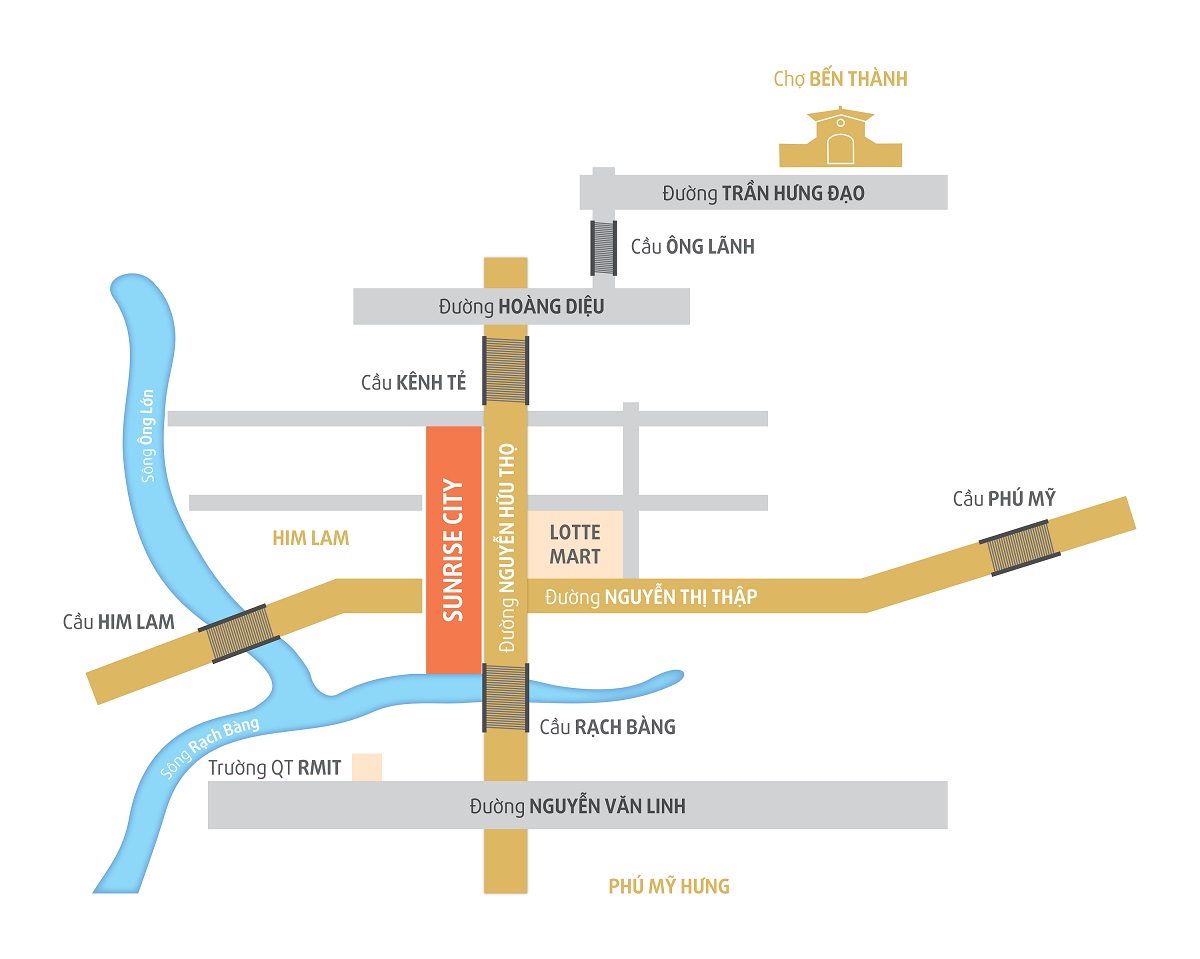 Chợ BẾN THÀNH
Đường TRẦN HƯNG ĐẠO
Cầu ÔNG LÃNH
Đường HOÀNG DIỆU
Cầu KÊNH TẺ
Sông Ông Lớn
SUNRISE CITY
Đường NGUYỄN HỮU THỌ
Cầu PHÚ MỸ
HIM LAM
LOTTE
MART
Đường NGUYỄN THỊ THẬP
Cầu HIM LAM
Sông Rạch Bàng
Cầu RẠCH BÀNG
Trường QT RMIT
Đường NGUYỄN VĂN LINH
PHÚ MỸ HƯNG